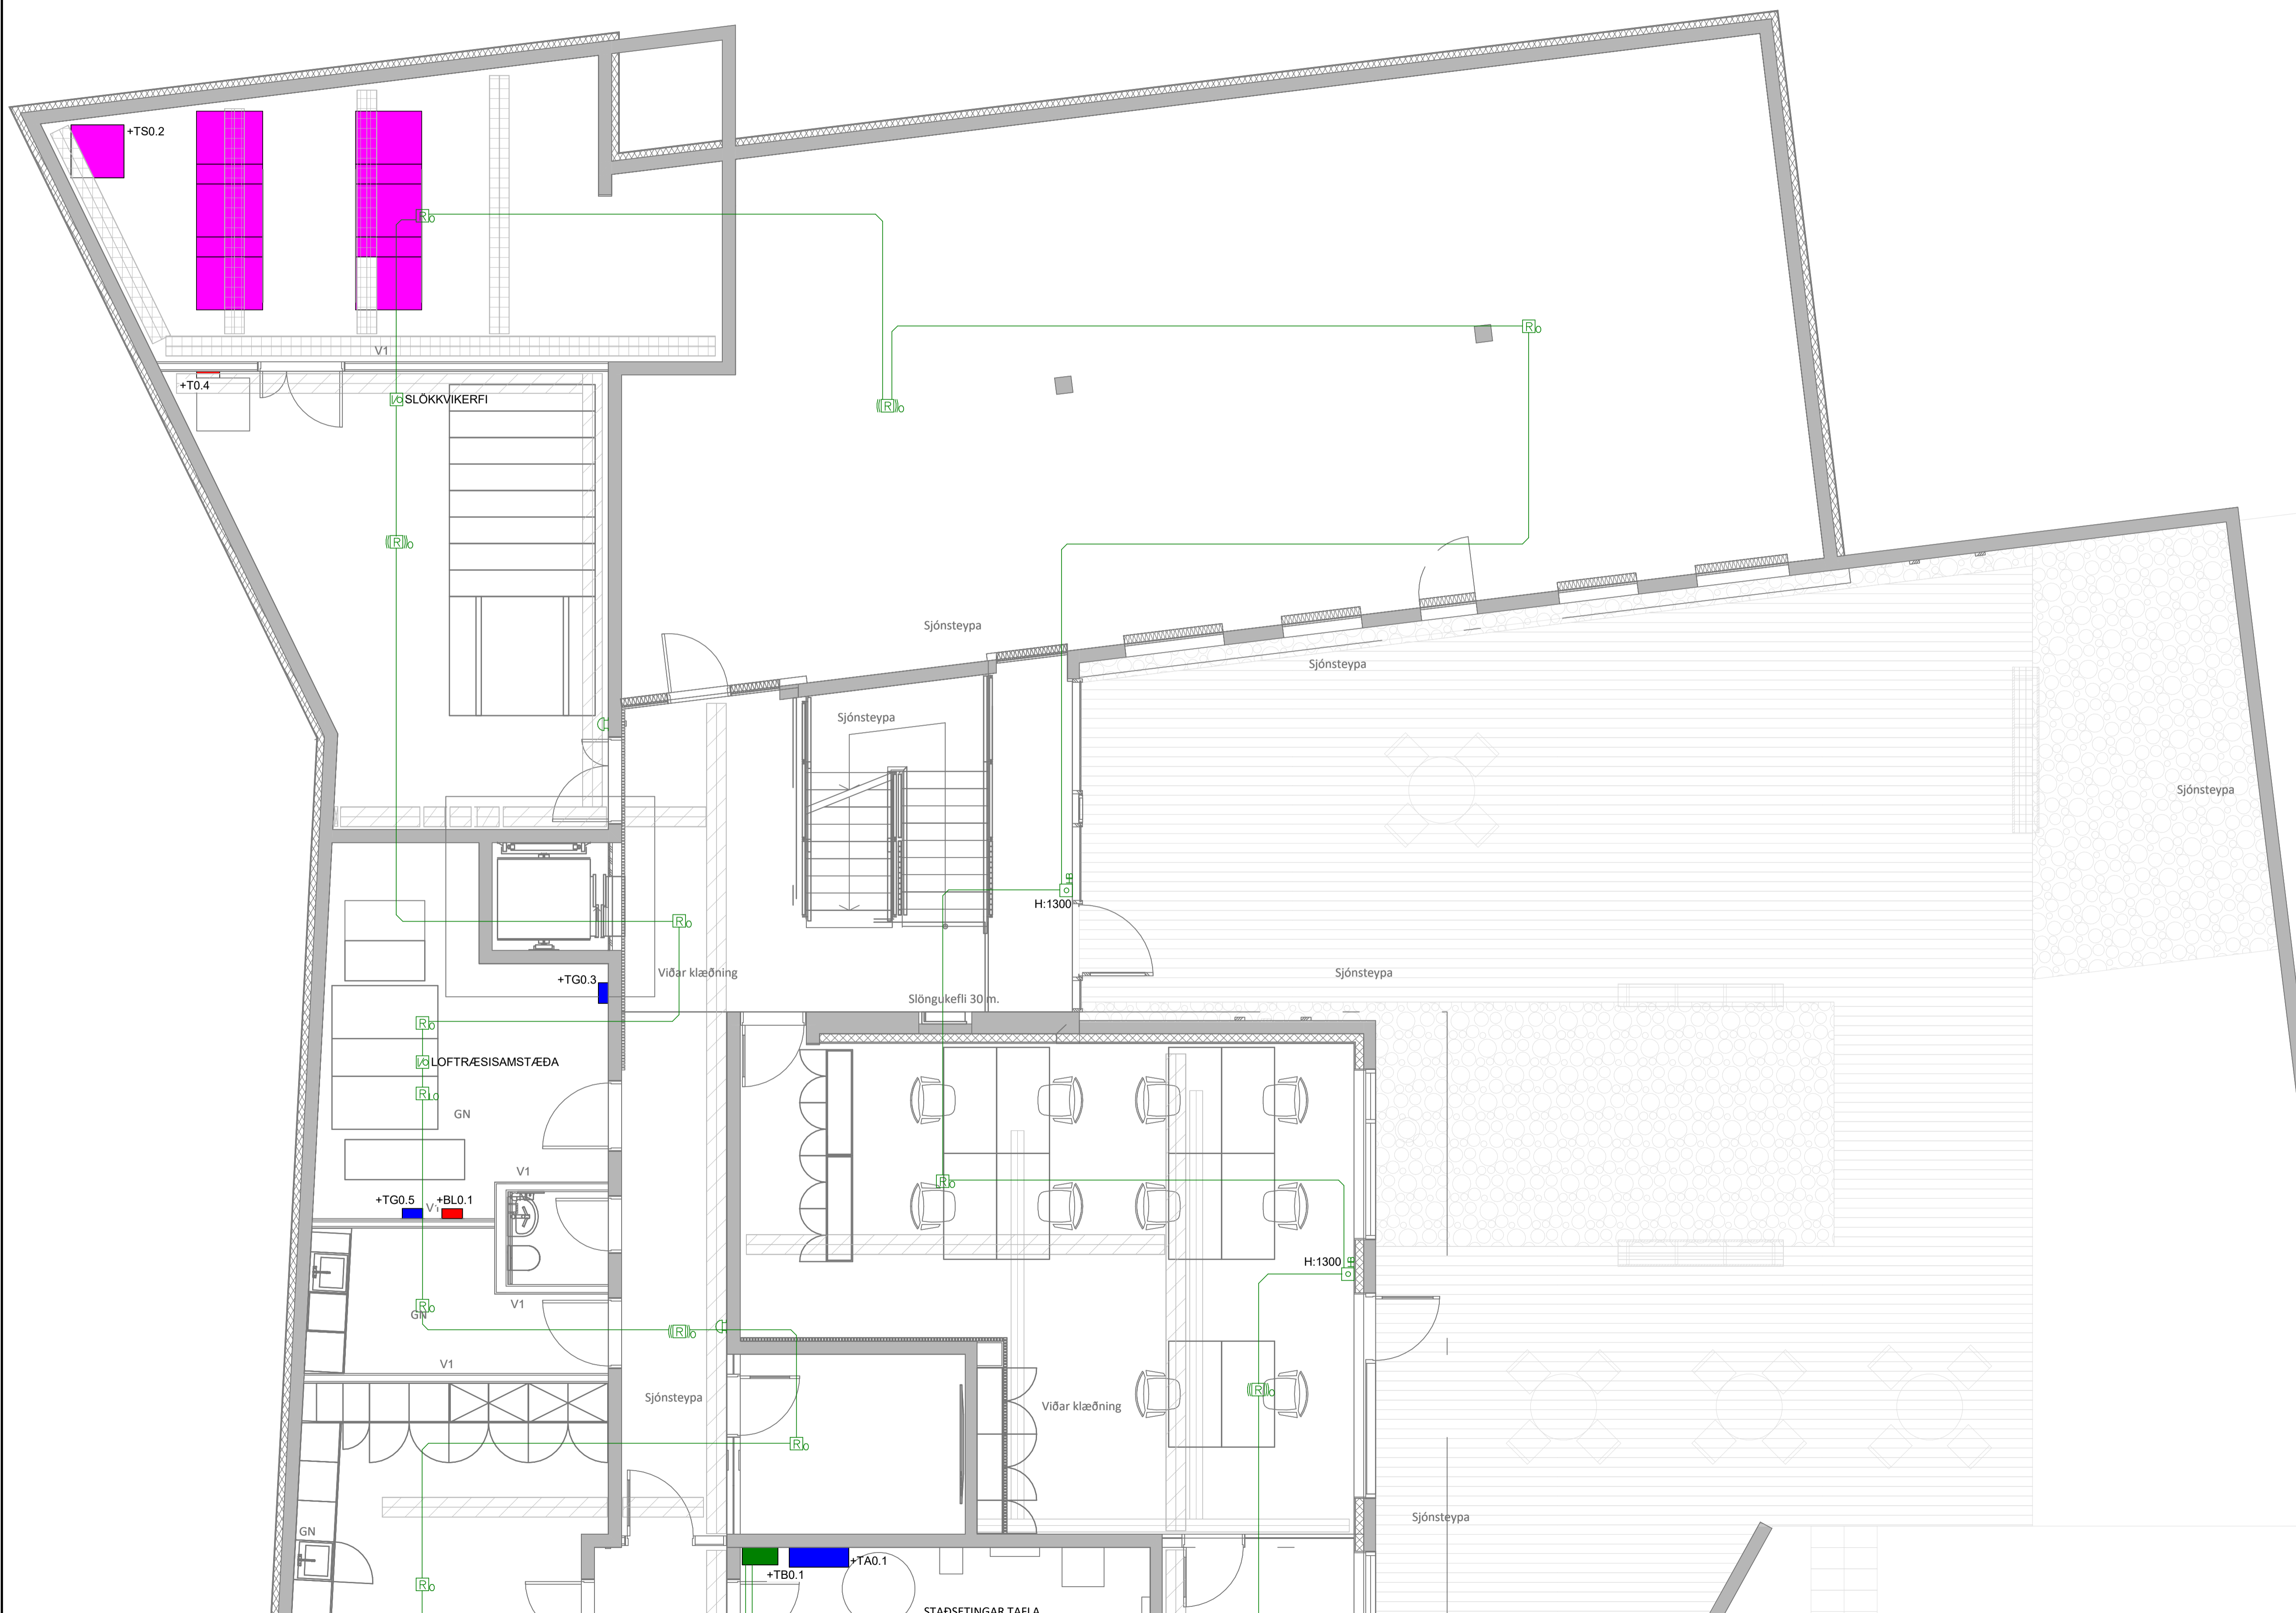 +TS0.2
R O
V1
+T0.4
I/O SLÖKKVIKERFI
R O
R O
R O
Sjónsteypa
Sjónsteypa
Sjónsteypa
Sjónsteypa
H:1300
R O
Viðar klæðning
Sjónsteypa
+TG0.3
Slöngukefli 30 m.
R O
I/O LOFTRÆSISAMSTÆÐA
R LO
GN
V1
R O
+TG0.5
+BL0.1
H:1300
R O
GN
V1
R O
V1
Sjónsteypa
R O
Viðar klæðning
R O
Sjónsteypa
GN
+TA0.1
+TB0.1
R O
STAÐSETINGAR TAFLA